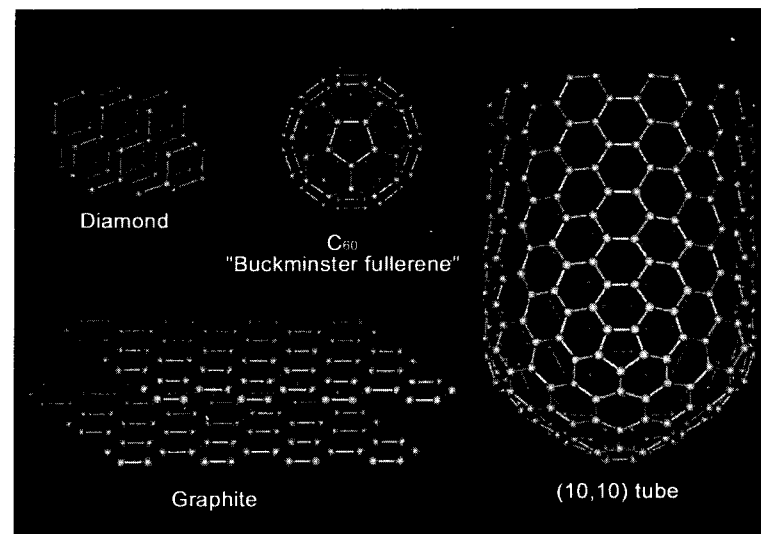 Diamond
C60
"Buckminster fullerene"
Graphite
(10,10) tube